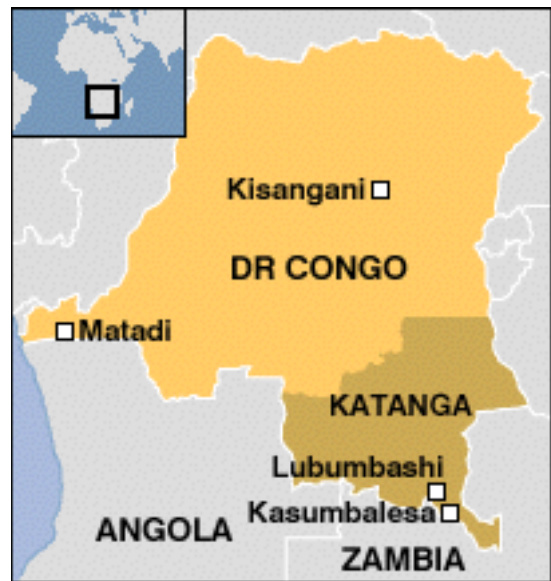 Kisangani
DR CONGO
Matadi
KATANGA
Lubumbashi
Kasumbalesa
ANGOLA
ZAMBIA